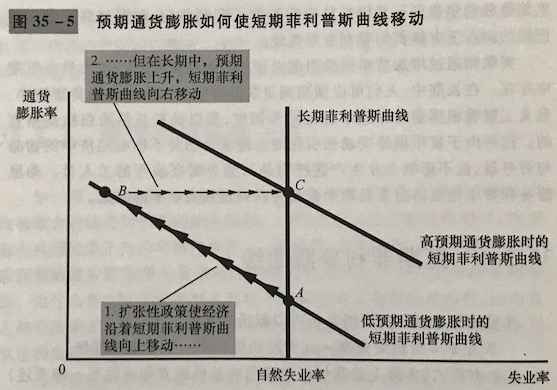 图 35-5 预期通货膨胀如何使短期菲利普斯曲线移动
2. ……但在长期中，预期
通货膨胀上升，短期菲利
普斯曲线向右移动
通货
膨胀率
长期菲利普斯曲线
B
C
高预期通货膨胀时的
短期菲利普斯曲线
A
1. 扩张性政策使经济
沿着短期菲利普斯曲
线向上移动……
低预期通货膨胀时的
短期菲利普斯曲线
0
自然失业率
失业率